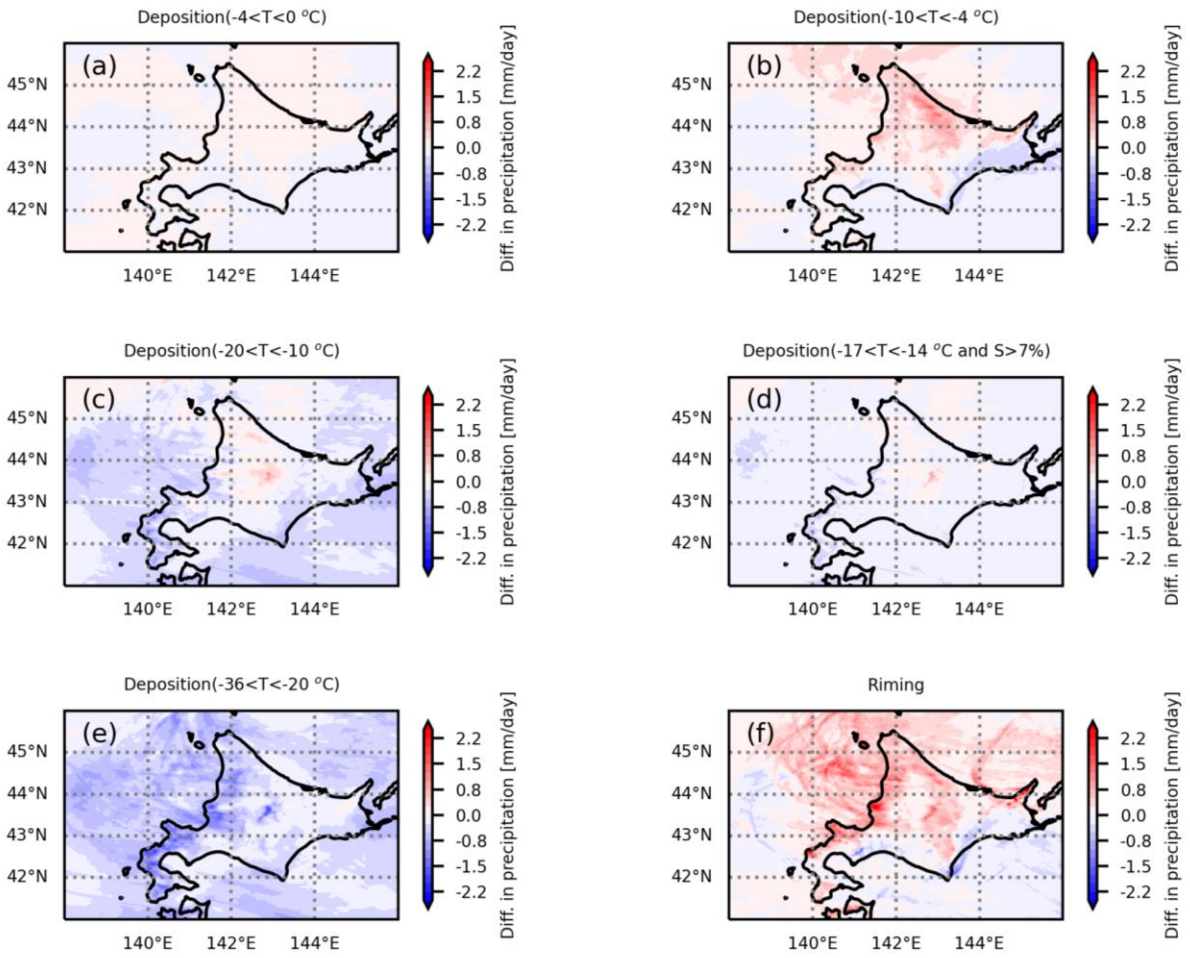 Deposition(-4<T<0 °C)
(a)
45°N
44°N
43°N
42°N
140°E 142°E 144°E
2.2
1.5
0.8
0.0
-0.8
-1.5
-2.2
Diff. in precipitation [mm/day]
Deposition(-10<T<-4 °C)
(b)
45°N
44°N
43°N
42°N
140°E 142°E 144°E
2.2
1.5
0.8
0.0
-0.8
-1.5
-2.2
Diff. in precipitation [mm/day]
Deposition(-20<T<-10 °C)
(c)
45°N
44°N
43°N
42°N
140°E 142°E 144°E
2.2
1.5
0.8
0.0
-0.8
-1.5
-2.2
Diff. in precipitation [mm/day]
Deposition(-17<T<-14 °C and S>7%)
(d)
45°N
44°N
43°N
42°N
140°E 142°E 144°E
2.2
1.5
0.8
0.0
-0.8
-1.5
-2.2
Diff. in precipitation [mm/day]
Deposition(-36<T<-20 °C)
(e)
45°N
44°N
43°N
42°N
140°E 142°E 144°E
2.2
1.5
0.8
0.0
-0.8
-1.5
-2.2
Diff. in precipitation [mm/day]
Riming
(f)
45°N
44°N
43°N
42°N
140°E 142°E 144°E
2.2
1.5
0.8
0.0
-0.8
-1.5
-2.2
Diff. in precipitation [mm/day]